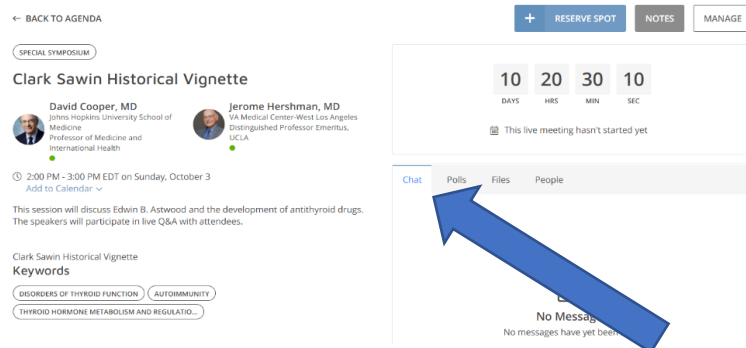 ← BACK TO AGENDA
+ RESERVE SPOT
NOTES
MANAGE
SPECIAL SYMPOSIUM
Clark Sawin Historical Vignette
David Cooper, MD
Johns Hopkins University School of
Medicine
Professor of Medicine and
International Health
Jerome Hershman, MD
VA Medical Center-West Los Angeles
Distinguished Professor Emeritus,
UCLA
2:00 PM - 3:00 PM EDT on Sunday, October 3
Add to Calendar
This session will discuss Edwin B. Astwood and the development of antithyroid drugs.
The speakers will participate in live Q&A with attendees.
Clark Sawin Historical Vignette
Keywords
DISORDERS OF THYROID FUNCTION
AUTOIMMUNITY
THYROID HORMONE METABOLISM AND REGULATIO...
10 20 30 10
DAYS HRS MIN SEC
This live meeting hasn't started yet
Chat Polls Files People
No Messag
No messages have yet been